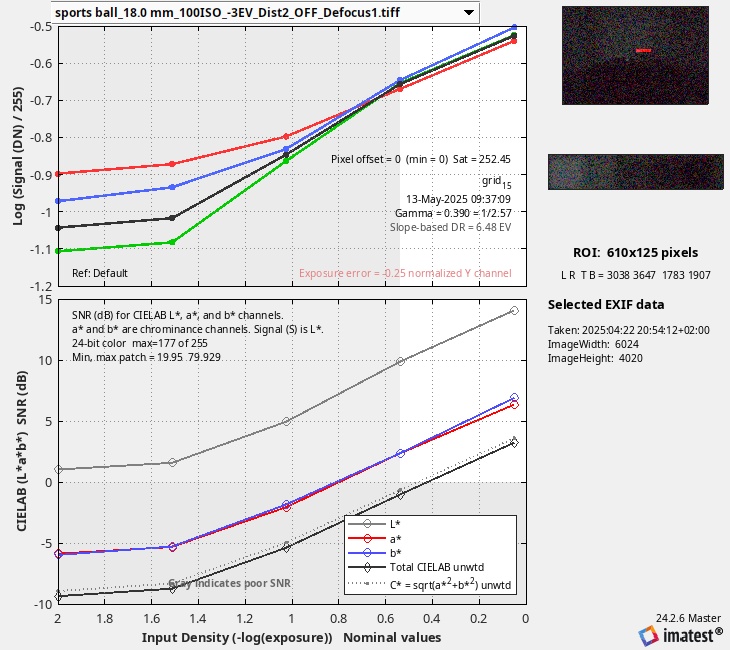 sports ball_18.0 mm_100ISO_-3EV_Dist2_OFF_Defocus1.tiff
-0.5
-0.6
-0.7
-0.8
-0.9
-1
-1.1
-1.2
Log (Signal (DN) / 255)
Pixel offset = 0 (min = 0) Sat = 252.45
grid15
13-May-2025 09:37:09
Gamma = 0.390 = 1/2.57
Slope-based DR = 6.48 EV
Ref: Default
Exposure error = -0.25 normalized Y channel
ROI: 610x125 pixels
L R T B = 3038 3647 1783 1907
Selected EXIF data
Taken: 2025:04:22 20:54:12+02:00
ImageWidth: 6024
ImageHeight: 4020
15
10
5
0
-5
-10
CIELAB (L*a*b*) SNR (dB)
SNR (dB) for CIELAB L*, a*, and b* channels.
a* and b* are chrominance channels. Signal (S) is L*.
24-bit color max=177 of 255
Min, max patch = 19.95 79.929
L*
a*
b*
Total CIELAB unwtd
C* = sqrt(a*2+b*2) unwtd
Gray indicates poor SNR
2 1.8 1.6 1.4 1.2 1 0.8 0.6 0.4 0.2 0
Input Density (-log(exposure)) Nominal values
24.2.6 Master
imatest®